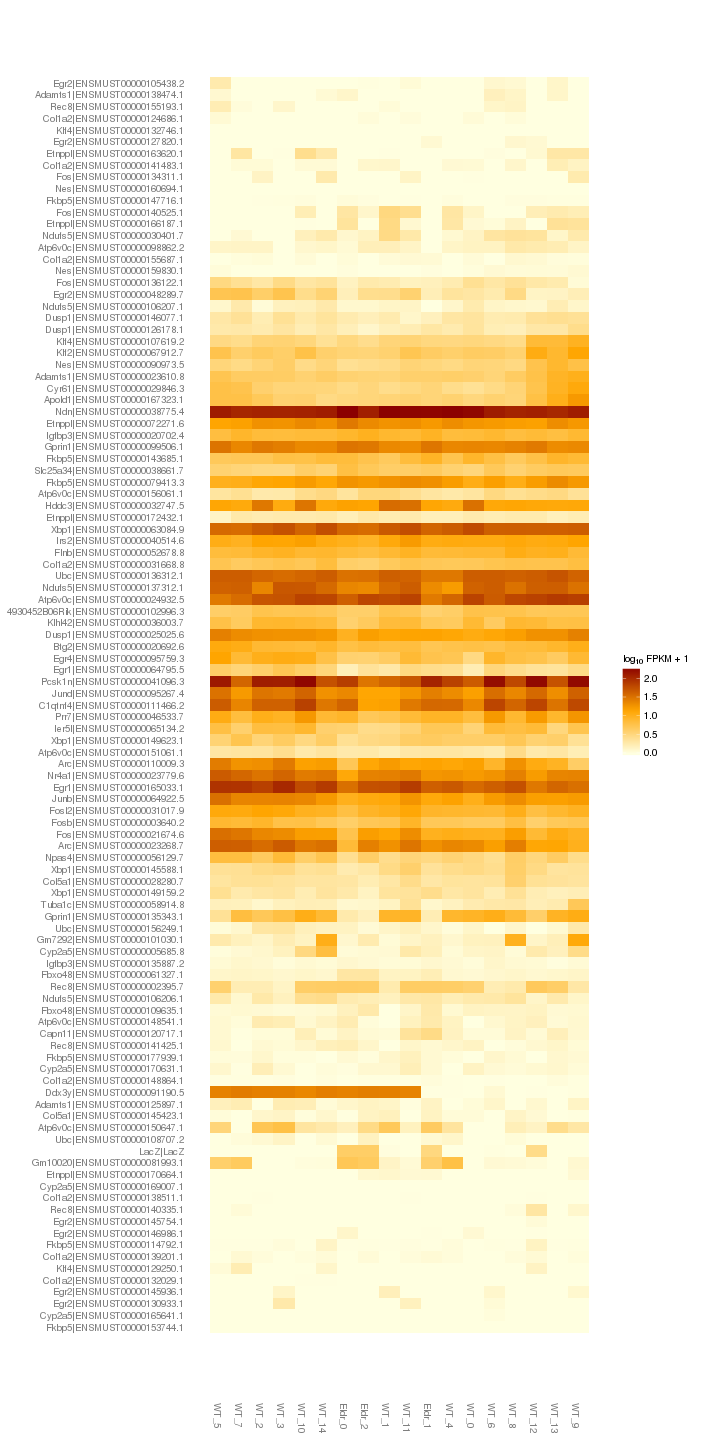 Egr2|ENSMUST00000105438.2
Adamts1|ENSMUST00000138474.1
Rec8|ENSMUST00000155193.1
Col1a2|ENSMUST00000124686.1
Klf4|ENSMUST00000132746.1
Egr2|ENSMUST00000127820.1
Etnppl|ENSMUST00000163620.1
Col1a2|ENSMUST00000141483.1
Fos|ENSMUST00000134311.1
Nes|ENSMUST00000160694.1
Fkbp5|ENSMUST00000147716.1
Fos|ENSMUST00000140525.1
Etnppl|ENSMUST00000166187.1
Ndufs5|ENSMUST00000030401.7
Atp6v0c|ENSMUST00000098862.2
Col1a2|ENSMUST00000155687.1
Nes|ENSMUST00000159830.1
Fos|ENSMUST00000136122.1
Egr2|ENSMUST00000048289.7
Ndufs5|ENSMUST00000106207.1
Dusp1|ENSMUST00000146077.1
Dusp1|ENSMUST00000126178.1
Klf4|ENSMUST00000107619.2
Klf2|ENSMUST00000067912.7
Nes|ENSMUST00000090973.5
Adamts1|ENSMUST00000023610.8
Cyr61|ENSMUST00000029846.3
Apold1|ENSMUST00000167323.1
Ndn|ENSMUST00000038775.4
Etnppl|ENSMUST00000072271.6
Igfbp3|ENSMUST00000020702.4
Gprin1|ENSMUST00000099506.1
Fkbp5|ENSMUST00000143685.1
Slc25a34|ENSMUST00000038661.7
Fkbp5|ENSMUST00000079413.3
Atp6v0c|ENSMUST00000156061.1
Hddc3|ENSMUST00000032747.5
Etnppl|ENSMUST00000172432.1
Xbp1|ENSMUST00000063084.9
Irs2|ENSMUST00000040514.6
Flnb|ENSMUST00000052678.8
Col1a2|ENSMUST00000031668.8
Ubc|ENSMUST00000136312.1
Ndufs5|ENSMUST00000137312.1
Atp6v0c|ENSMUST00000024932.5
4930452B06Rik|ENSMUST00000102996.3
Klhl42|ENSMUST00000036003.7
Dusp1|ENSMUST00000025025.6
Btg2|ENSMUST00000020692.6
Egr4|ENSMUST00000095759.3
Egr1|ENSMUST00000064795.5
Pcsk1n|ENSMUST00000041096.3
Jund|ENSMUST00000095267.4
C1qtnf4|ENSMUST00000111466.2
Prr7|ENSMUST00000046533.7
Ier5l|ENSMUST00000065134.2
Xbp1|ENSMUST00000149623.1
Atp6v0c|ENSMUST00000151061.1
Arc|ENSMUST00000110009.3
Nr4a1|ENSMUST00000023779.6
Egr1|ENSMUST00000165033.1
Junb|ENSMUST00000064922.5
Fosl2|ENSMUST00000031017.9
Fosb|ENSMUST00000003640.2
Fos|ENSMUST00000021674.6
Arc|ENSMUST00000023268.7
Npas4|ENSMUST00000056129.7
Xbp1|ENSMUST00000145588.1
Col5a1|ENSMUST00000028280.7
Xbp1|ENSMUST00000149159.2
Tuba1c|ENSMUST00000058914.8
Gprin1|ENSMUST00000135343.1
Ubc|ENSMUST00000156249.1
Gm7292|ENSMUST00000101030.1
Cyp2a5|ENSMUST00000005685.8
Igfbp3|ENSMUST00000135887.2
Fbxo48|ENSMUST00000061327.1
Rec8|ENSMUST00000002395.7
Ndufs5|ENSMUST00000106206.1
Fbxo48|ENSMUST00000109635.1
Atp6v0c|ENSMUST00000148541.1
Capn11|ENSMUST00000120717.1
Rec8|ENSMUST00000141425.1
Fkbp5|ENSMUST00000177939.1
Cyp2a5|ENSMUST00000170631.1
Col1a2|ENSMUST00000148864.1
Ddx3y|ENSMUST00000091190.5
Adamts1|ENSMUST00000125897.1
Col5a1|ENSMUST00000145423.1
Atp6v0c|ENSMUST00000150647.1
Ubc|ENSMUST00000108707.2
LacZ|LacZ
Gm10020|ENSMUST00000081993.1
Etnppl|ENSMUST00000170664.1
Cyp2a5|ENSMUST00000169007.1
Col1a2|ENSMUST00000138511.1
Rec8|ENSMUST00000140335.1
Egr2|ENSMUST00000145754.1
Egr2|ENSMUST00000146986.1
Fkbp5|ENSMUST00000114792.1
Col1a2|ENSMUST00000139201.1
Klf4|ENSMUST00000129250.1
Col1a2|ENSMUST00000132029.1
Egr2|ENSMUST00000145936.1
Egr2|ENSMUST00000130933.1
Cyp2a5|ENSMUST00000165641.1
Fkbp5|ENSMUST00000153744.1
log10 FPKM + 1
2.0
1.5
1.0
0.5
0.0
WT_5
WT_7
WT_2
WT_3
WT_10
WT_14
Eldr_0
Eldr_2
WT_1
WT_11
Eldr_1
WT_4
WT_0
WT_6
WT_8
WT_12
WT_13
WT_9